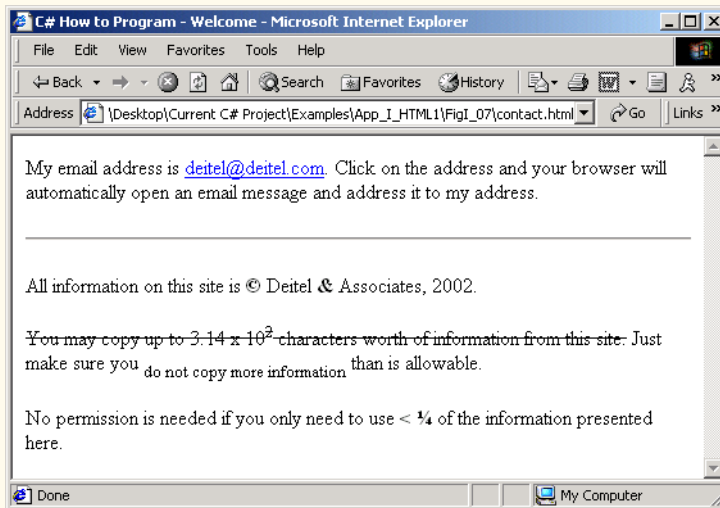 C# How to Program - Welcome - Microsoft Internet Explorer
File Edit View Favorites Tools Help
Back Search Favorites History »
Address \Desktop\Current C# Project\Examples\App_I_HTML1\FigI_07\contact.html Go Links »
My email address is deitel@deitel.com. Click on the address and your browser will
automatically open an email message and address it to my address.
All information on this site is © Deitel & Associates, 2002.
You may copy up to 3.14 x 10² characters worth of information from this site. Just
make sure you do not copy more information than is allowable.
No permission is needed if you only need to use < ¼ of the information presented
here.
Done My Computer